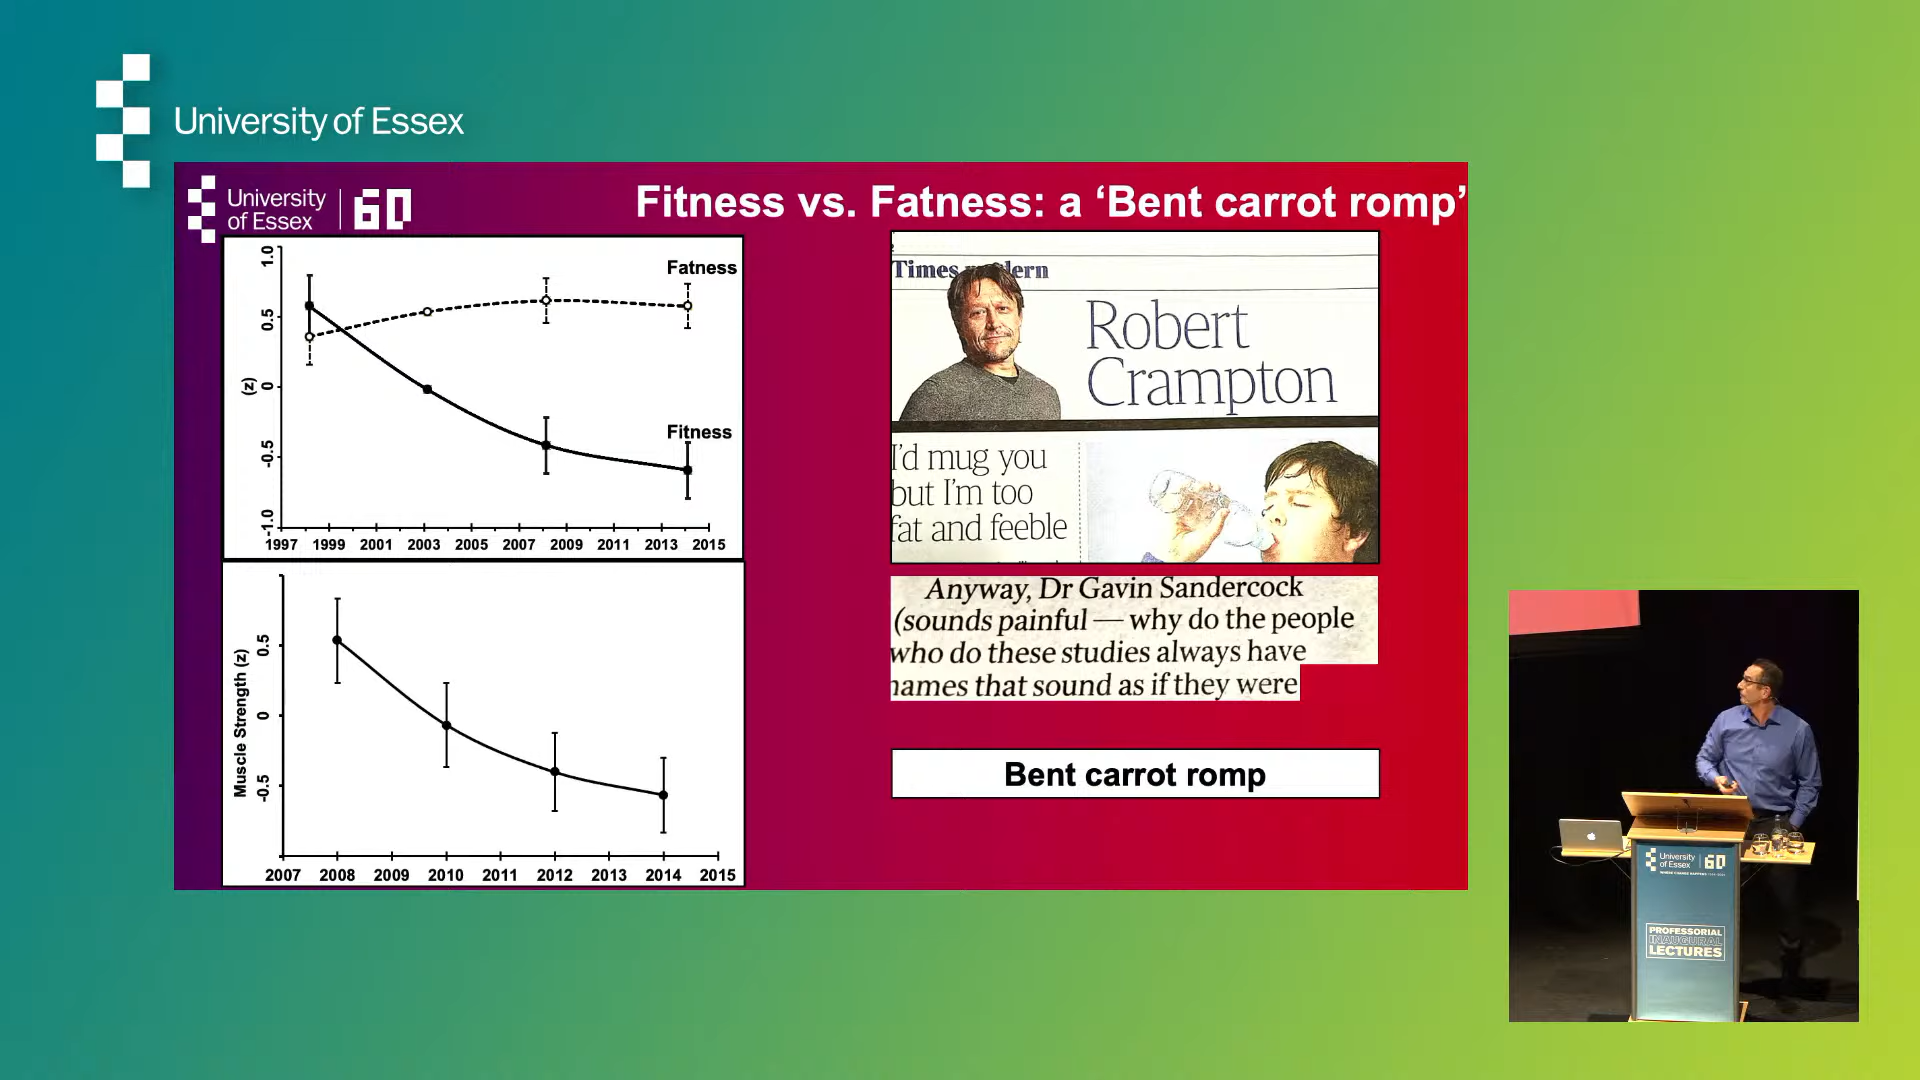 University of Essex
University
of Essex
60
Fitness vs. Fatness: a ‘Bent carrot romp’
1.0
0.5
0
-0.5
-1.0
(z)
Fatness
Fitness
1997 1999 2001 2003 2005 2007 2009 2011 2013 2015
Muscle Strength (z)
0.5
0
-0.5
2007 2008 2009 2010 2011 2012 2013 2014 2015
Times
Robert
Crampton
I'd mug you
but I'm too
fat and feeble
Anyway, Dr Gavin Sandercock
(sounds painful — why do the people
who do these studies always have
names that sound as if they were
Bent carrot romp
University
of Essex
60
PROFESSORIAL
INAUGURAL
LECTURES